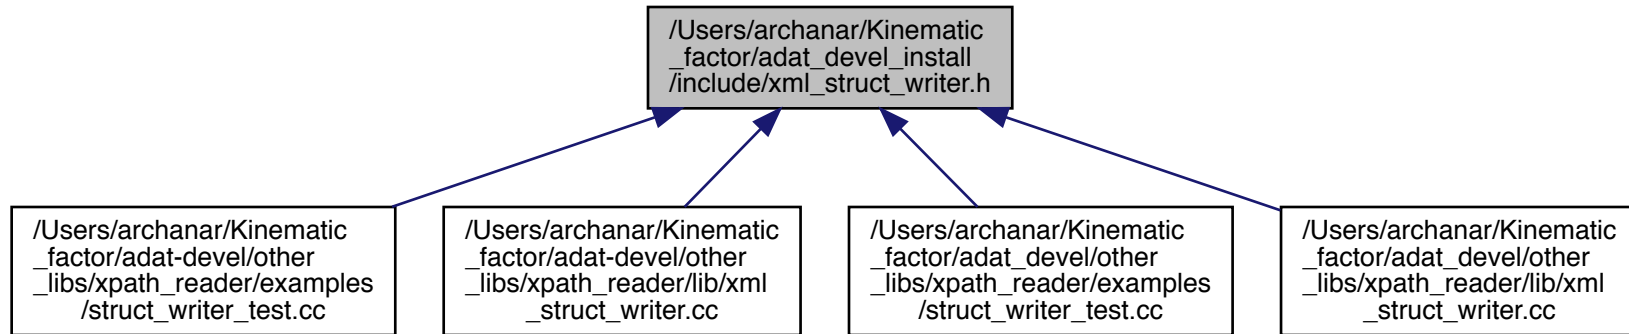 /Users/archanar/Kinematic
_factor/adat_devel_install
/include/xml_struct_writer.h
/Users/archanar/Kinematic
_factor/adat-devel/other
_libs/xpath_reader/examples
/struct_writer_test.cc
/Users/archanar/Kinematic
_factor/adat-devel/other
_libs/xpath_reader/lib/xml
_struct_writer.cc
/Users/archanar/Kinematic
_factor/adat_devel/other
_libs/xpath_reader/examples
/struct_writer_test.cc
/Users/archanar/Kinematic
_factor/adat_devel/other
_libs/xpath_reader/lib/xml
_struct_writer.cc